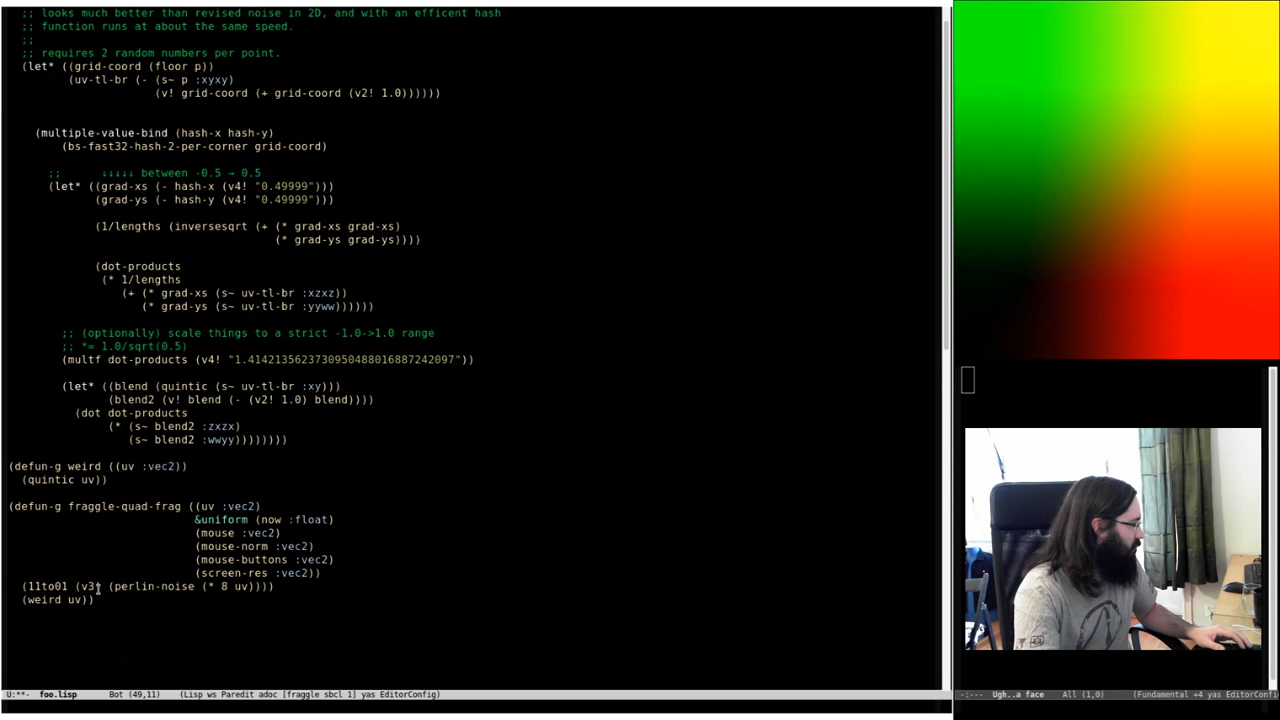 ;; looks much better than revised noise in 2D, and with an efficent hash
;; function runs at about the same speed.
;;
;; requires 2 random numbers per point.
(let* ((grid-coord (floor p))
(uv-tl-br (- (s~ p :xyxy)
(v! grid-coord (+ grid-coord (v2! 1.0))))))
(multiple-value-bind (hash-x hash-y)
(bs-fast32-hash-2-per-corner grid-coord)
;; ↓↓↓↓↓ between -0.5 → 0.5
(let* ((grad-xs (- hash-x (v4! "0.49999")))
(grad-ys (- hash-y (v4! "0.49999")))
(1/lengths (inversesqrt (+ (* grad-xs grad-xs)
(* grad-ys grad-ys))))
(dot-products
(* 1/lengths
(+ (* grad-xs (s~ uv-tl-br :xzxz))
(* grad-ys (s~ uv-tl-br :yyww))))))
;; (optionally) scale things to a strict -1.0->1.0 range
;; *= 1.0/sqrt(0.5)
(multf dot-products (v4! "1.4142135623730950488016887242097"))
(let* ((blend (quintic (s~ uv-tl-br :xy)))
(blend2 (v! blend (- (v2! 1.0) blend))))
(dot dot-products
(* (s~ blend2 :zxzx)
(s~ blend2 :wwyy))))))))
(defun-g weird ((uv :vec2))
(quintic uv))
(defun-g fraggle-quad-frag ((uv :vec2)
&uniform (now :float)
(mouse :vec2)
(mouse-norm :vec2)
(mouse-buttons :vec2)
(screen-res :vec2))
(11to01 (v3! (perlin-noise (* 8 uv))))
(weird uv))
U:**- foo.lisp Bot (49,11) (Lisp ws Paredit adoc [fraggle sbcl 1] yas EditorConfig)
-:--- Ugh..a face All (1,0) (Fundamental +4 yas EditorConfi